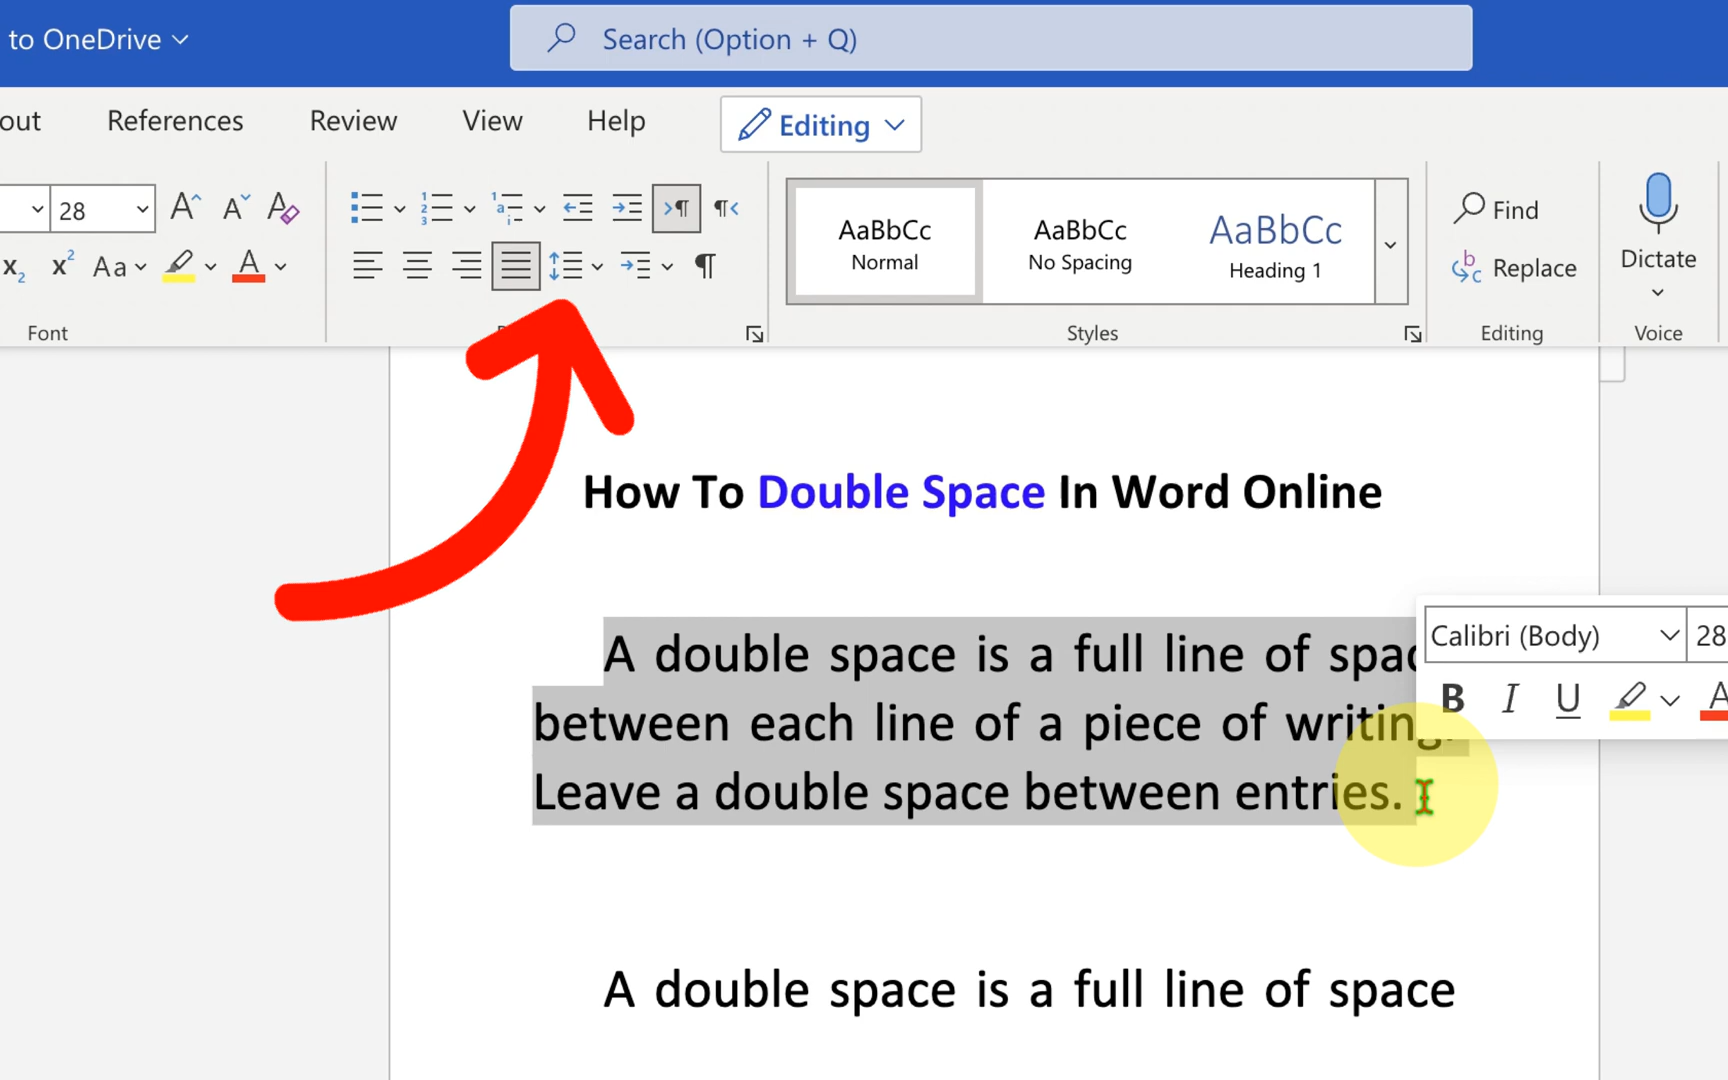 to OneDrive
Search (Option + Q)
out References Review View Help Editing
28 A A A
x2 x2 Aa A
AaBbCc
Normal
AaBbCc
No Spacing
AaBbCc
Heading 1
Find
Replace
Dictate
Font
Styles
Editing
Voice
How To Double Space In Word Online
A double space is a full line of spac
between each line of a piece of writing.
Leave a double space between entries.
Calibri (Body) 28
B I U A
A double space is a full line of space